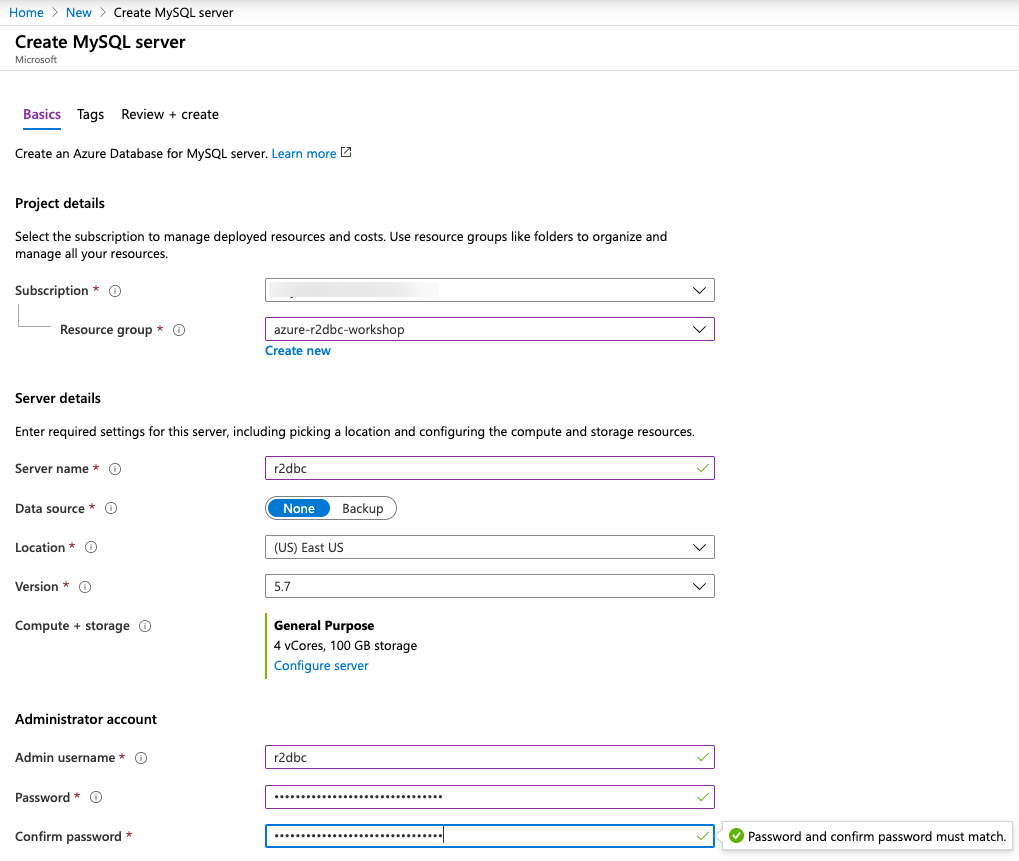 Home > New > Create MySQL server
Create MySQL server
Microsoft
Basics Tags Review + create
Create an Azure Database for MySQL server. Learn more
Project details
Select the subscription to manage deployed resources and costs. Use resource groups like folders to organize and
manage all your resources.
Subscription *
Resource group * azure-r2dbc-workshop
Create new
Server details
Enter required settings for this server, including picking a location and configuring the compute and storage resources.
Server name * r2dbc
Data source * None Backup
Location * (US) East US
Version * 5.7
Compute + storage General Purpose
4 vCores, 100 GB storage
Configure server
Administrator account
Admin username * r2dbc
Password * ••••••••••••••••••••••••••••••••
Confirm password * ••••••••••••••••••••••••••••••••
Password and confirm password must match.